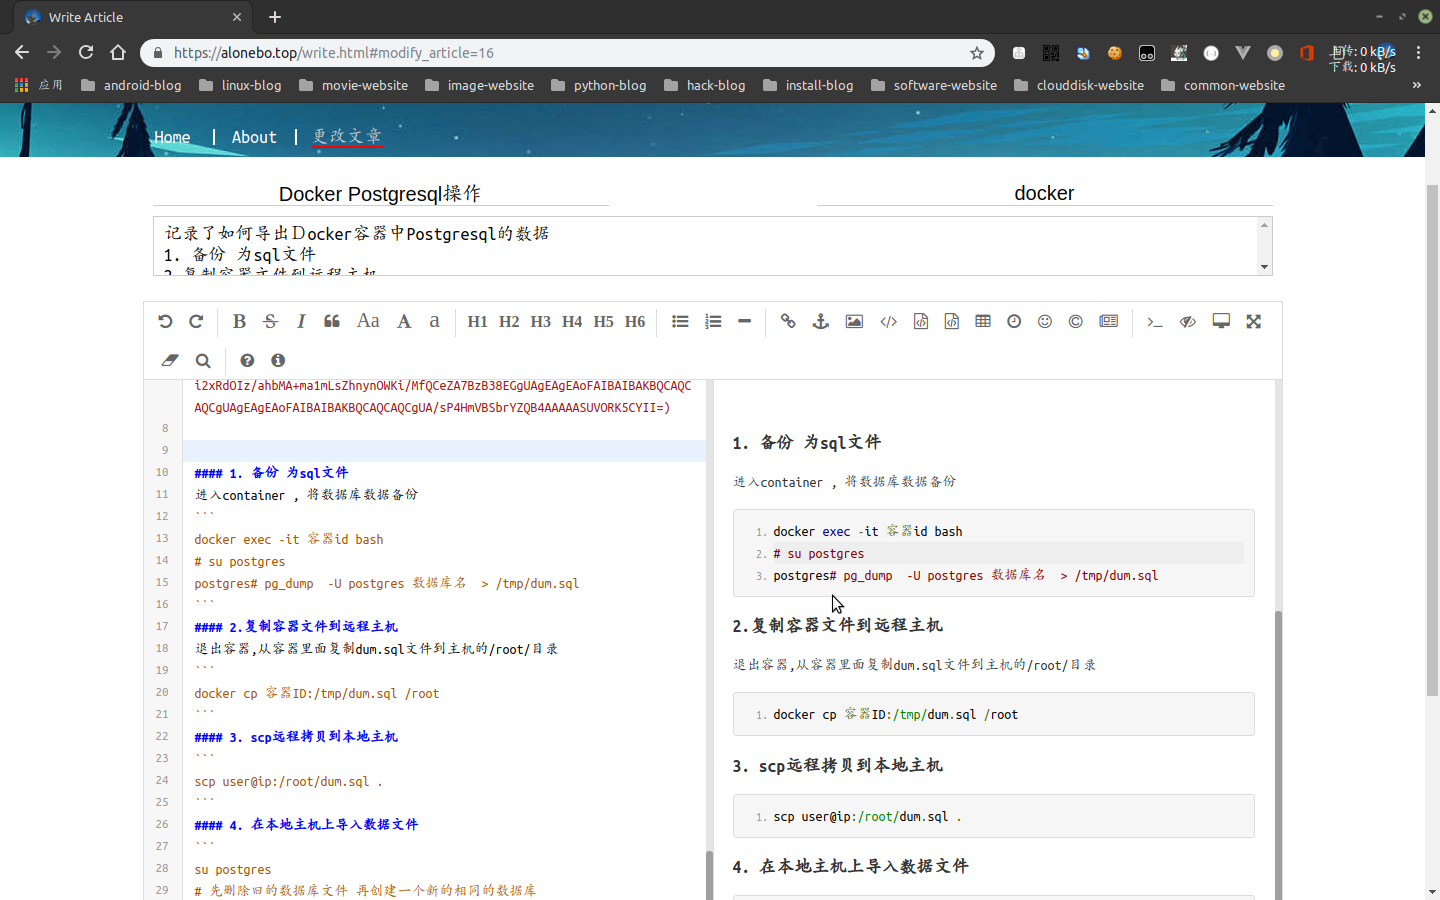 Write Article
https://alonebo.top/write.html#modify_article=16
: 0 kB/s
下载: 0 kB/s
应用 android-blog linux-blog movie-website image-website python-blog hack-blog install-blog software-website clouddisk-website common-website »
Home | About | 更改文章
Docker Postgresql操作 docker
记录了如何导出Docker容器中Postgresql的数据
1. 备份 为sql文件
2.复制容器文件到远程主机
B S I Aa A a H1 H2 H3 H4 H5 H6
i2xRdOIz/ahbMA+ma1mLsZhnynOWKi/MfQCeZA7BzB38EGgUAgEAgEAoFAIBAIBAKBQCAQC
AQCgUAgEAgEAoFAIBAIBAKBQCAQCAQCgUA/sP4HmVBSbrYZQB4AAAAASUVORK5CYII=)
8
9
10 #### 1. 备份 为sql文件
11 进入container , 将数据库数据备份
12 ```
13 docker exec -it 容器id bash
14 # su postgres
15 postgres# pg_dump  -U postgres 数据库名  > /tmp/dum.sql
16 ```
17 #### 2.复制容器文件到远程主机
18 退出容器,从容器里面复制dum.sql文件到主机的/root/目录
19 ```
20 docker cp 容器ID:/tmp/dum.sql /root
21 ```
22 #### 3. scp远程拷贝到本地主机
23 ```
24 scp user@ip:/root/dum.sql .
25 ```
26 #### 4. 在本地主机上导入数据文件
27 ```
28 su postgres
29 # 先删除旧的数据库文件 再创建一个新的相同的数据库
1. 备份 为sql文件
进入container , 将数据库数据备份
1. docker exec -it 容器id bash
2. # su postgres
3. postgres# pg_dump  -U postgres 数据库名  > /tmp/dum.sql
2.复制容器文件到远程主机
退出容器,从容器里面复制dum.sql文件到主机的/root/目录
1. docker cp 容器ID:/tmp/dum.sql /root
3. scp远程拷贝到本地主机
1. scp user@ip:/root/dum.sql .
4. 在本地主机上导入数据文件